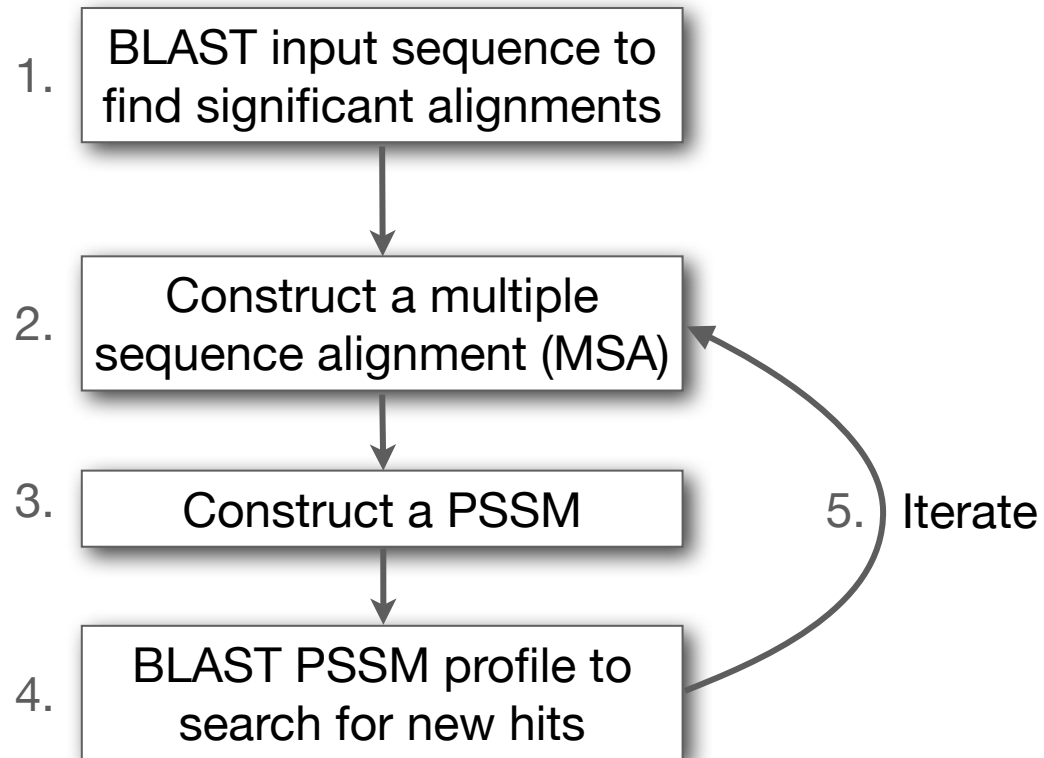 1.
BLAST input sequence to
find significant alignments
2.
Construct a multiple
sequence alignment (MSA)
3.
Construct a PSSM
5.
Iterate
4.
BLAST PSSM profile to
search for new hits